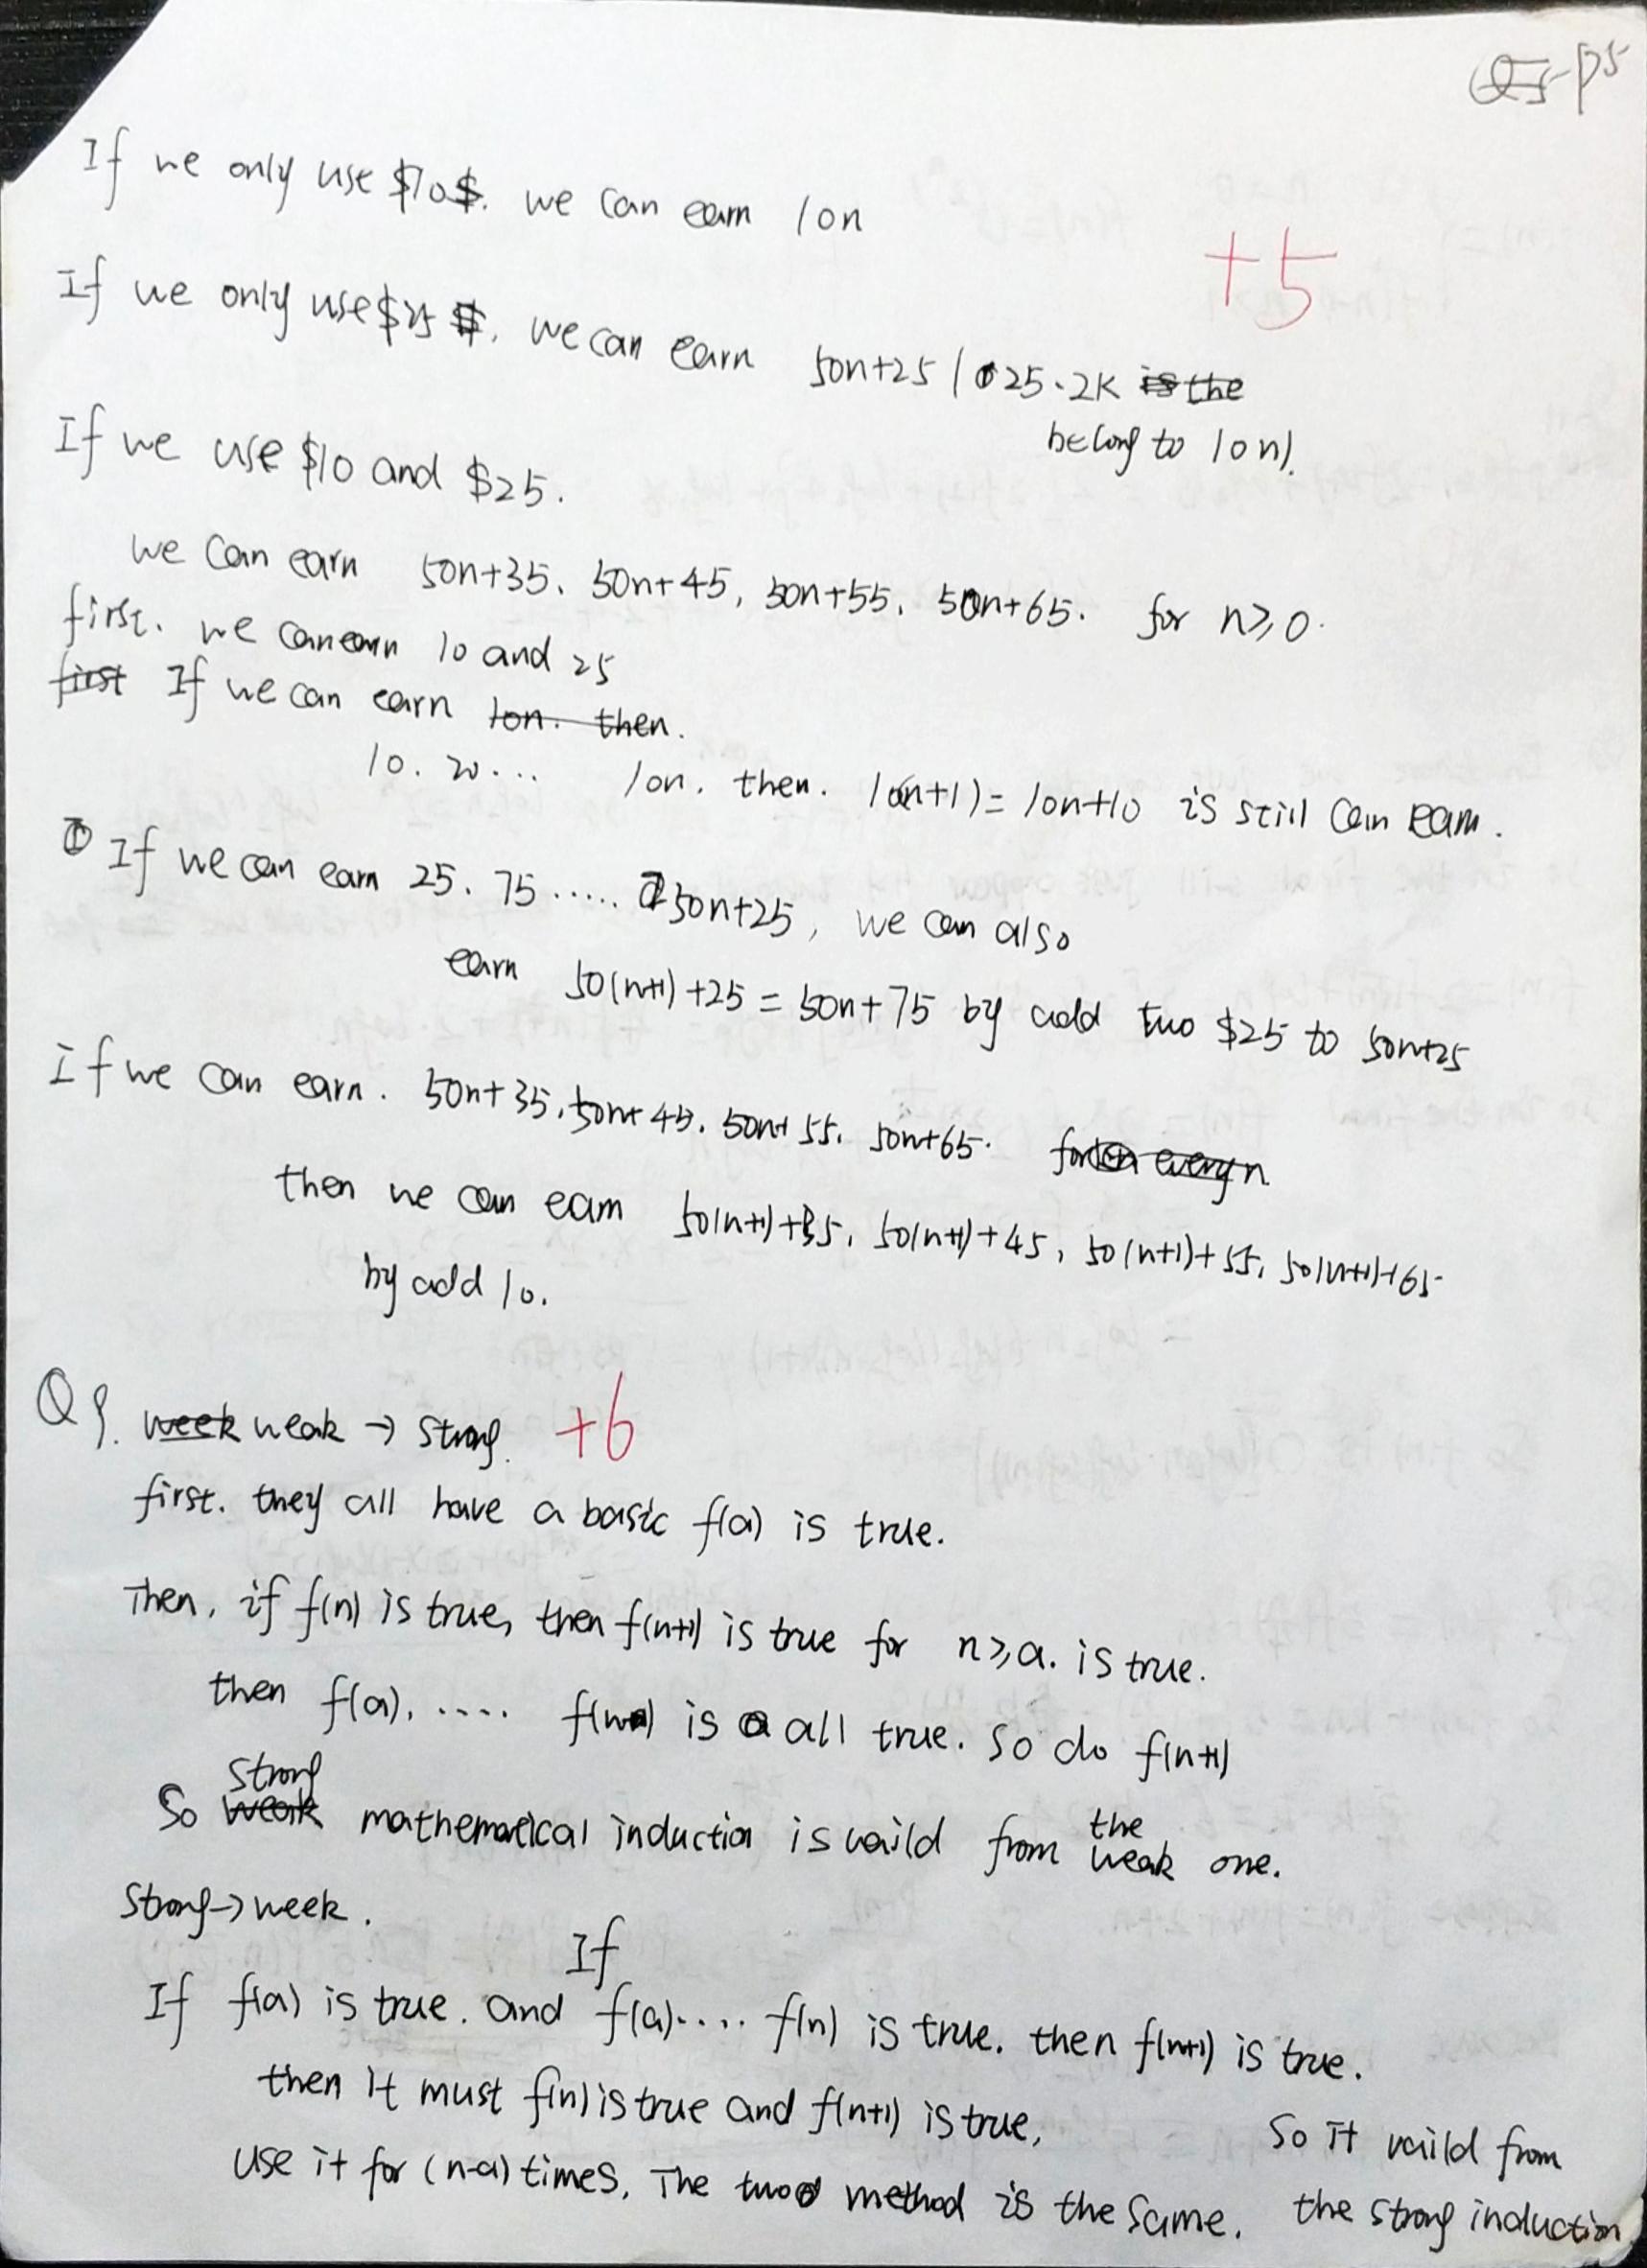 Q5-P5
If we only use $10$. we can earn 10n
+5
If we only use $25 $. we can earn 50n+25 ( 25·2k is the
belong to 10n).
If we use $10 and $25.
we can earn 50n+35. 50n+45, 50n+55. 50n+65. for n≥0.
first. we can earn 10 and 25
first If we can earn 10n. then.
10. 20... 10n. then. 10(n+1)=10n+10 is still can earn.
① If we can earn 25. 75 ..... 50n+25, we can also
earn 50(n+1)+25 = 50n+75 by add two $25 to 50n+25
if we can earn. 50n+35. 50n+45. 50n+55. 50n+65. for every n.
then we can earn 50(n+1)+35, 50(n+1)+45, 50(n+1)+55, 50(n+1)+65.
by add 10.
Q9. week weak → strong. +6
first. they all have a basic f(a) is true.
Then, if f(n) is true, then f(n+1) is true for n≥a. is true.
then f(a). .... is all true. So do f(n+1)
strong
So weak mathematical induction is vaild from the weak one.
Strong→week.
If
If f(a) is true. and f(a).... f(n) is true. then f(n+1) is true.
then it must f(n) is true and f(n+1) is true,
use it for (n-a) times. The two method is the same.
So it vaild from
the strong induction